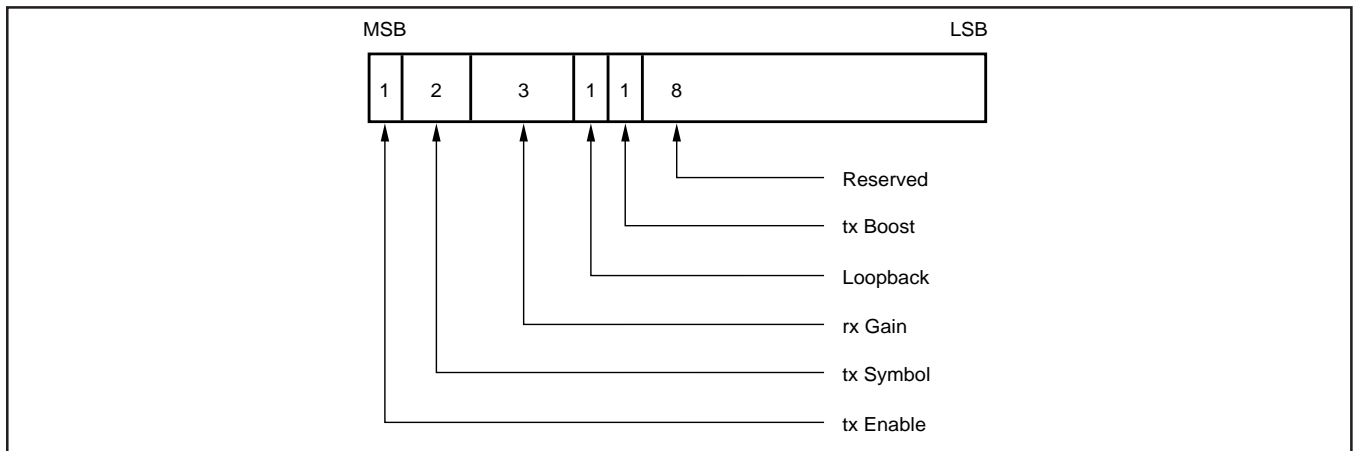 MSB LSB
1 2 3 1 1 8
Reserved
tx Boost
Loopback
rx Gain
tx Symbol
tx Enable